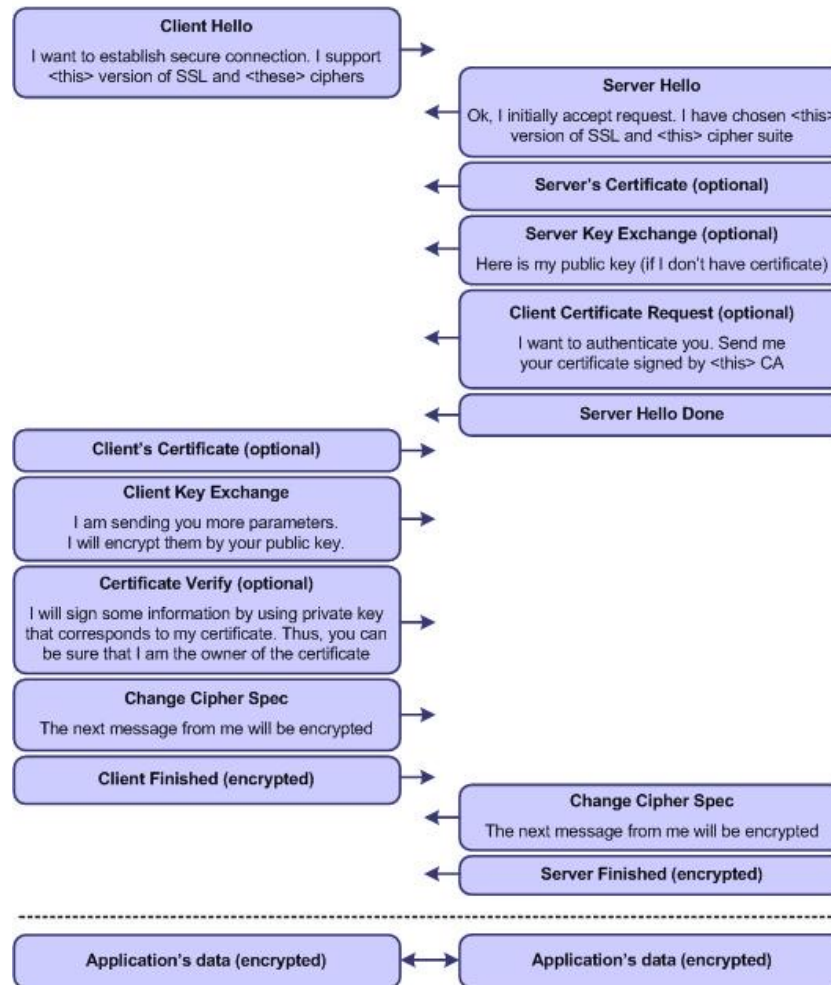 Client Hello
I want to establish secure connection. I support
<this> version of SSL and <these> ciphers
Server Hello
Ok, I initially accept request. I have chosen <this>
version of SSL and <this> cipher suite
Server's Certificate (optional)
Server Key Exchange (optional)
Here is my public key (if I don't have certificate)
Client Certificate Request (optional)
I want to authenticate you. Send me
your certificate signed by <this> CA
Server Hello Done
Client's Certificate (optional)
Client Key Exchange
I am sending you more parameters.
I will encrypt them by your public key.
Certificate Verify (optional)
I will sign some information by using private key
that corresponds to my certificate. Thus, you can
be sure that I am the owner of the certificate
Change Cipher Spec
The next message from me will be encrypted
Client Finished (encrypted)
Change Cipher Spec
The next message from me will be encrypted
Server Finished (encrypted)
Application's data (encrypted)
Application's data (encrypted)